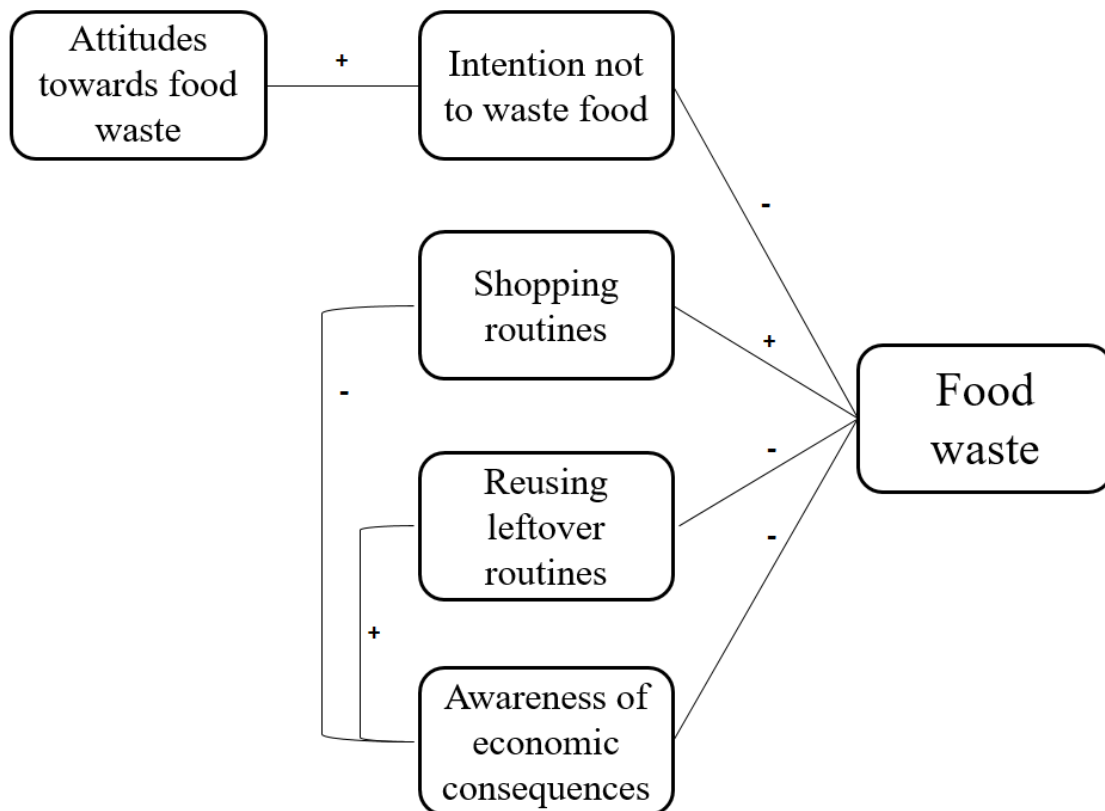 Attitudes
towards food
waste
+
Intention not
to waste food
-
Shopping
routines
+
-
Food
waste
Reusing
leftover
routines
-
-
+
Awareness of
economic
consequences